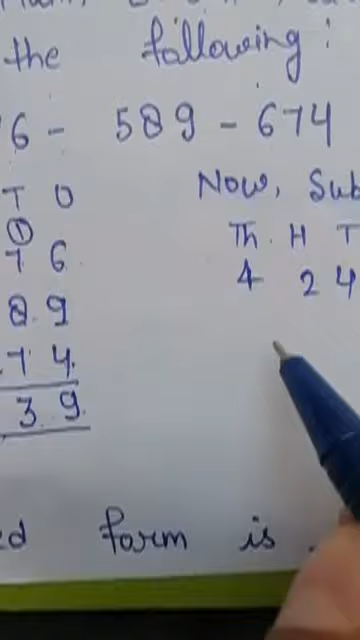 the following:
6 - 589 - 674
T O
Now, Sub
①
Th. H T
7 6
4 2 4
8 9
7 4
3 9
form is